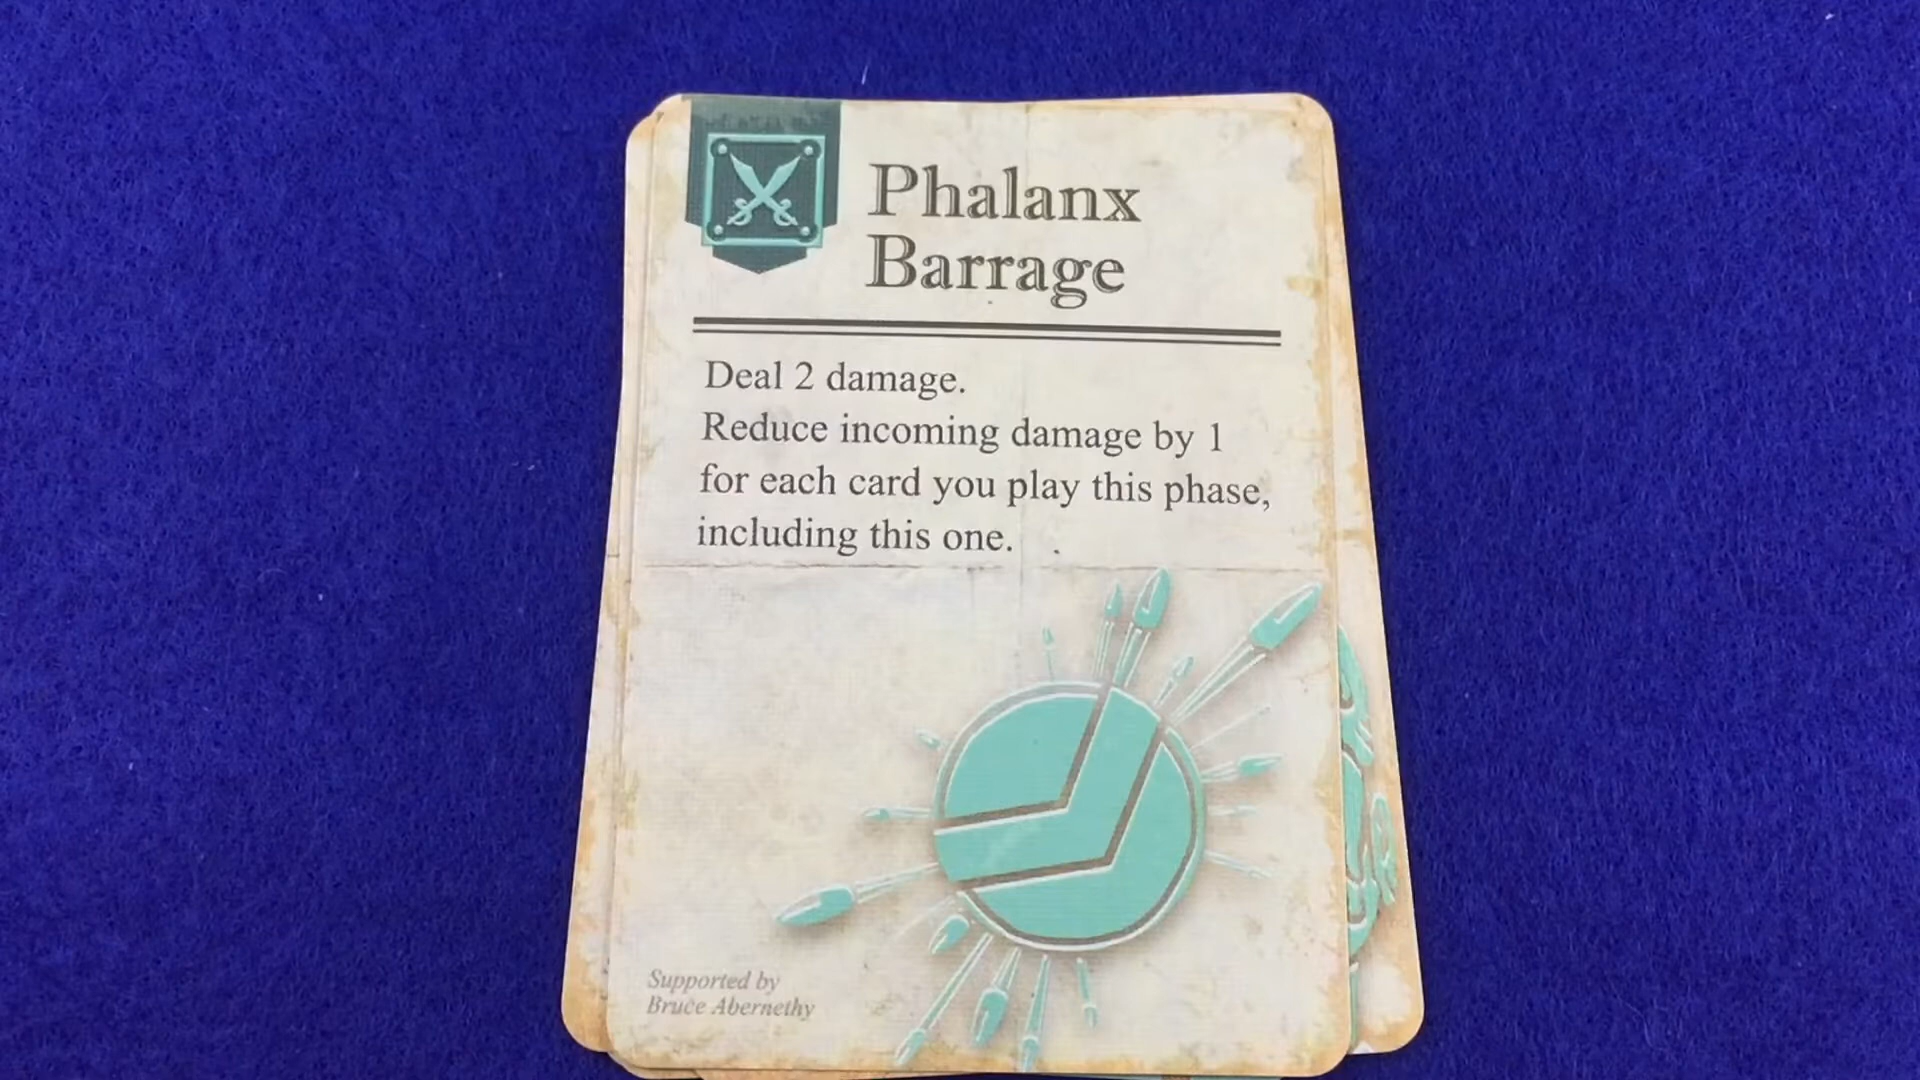 Phalanx
Barrage
Deal 2 damage.
Reduce incoming damage by 1
for each card you play this phase,
including this one.
Supported by
Bruce Abernethy